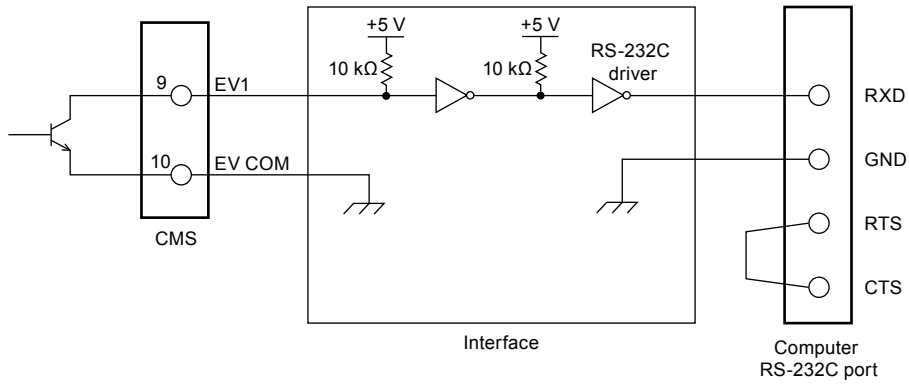 +5 V
+5 V
10 kΩ
10 kΩ
RS-232C
driver
9
EV1
RXD
10
EV COM
GND
RTS
CTS
CMS
Interface
Computer
RS-232C port